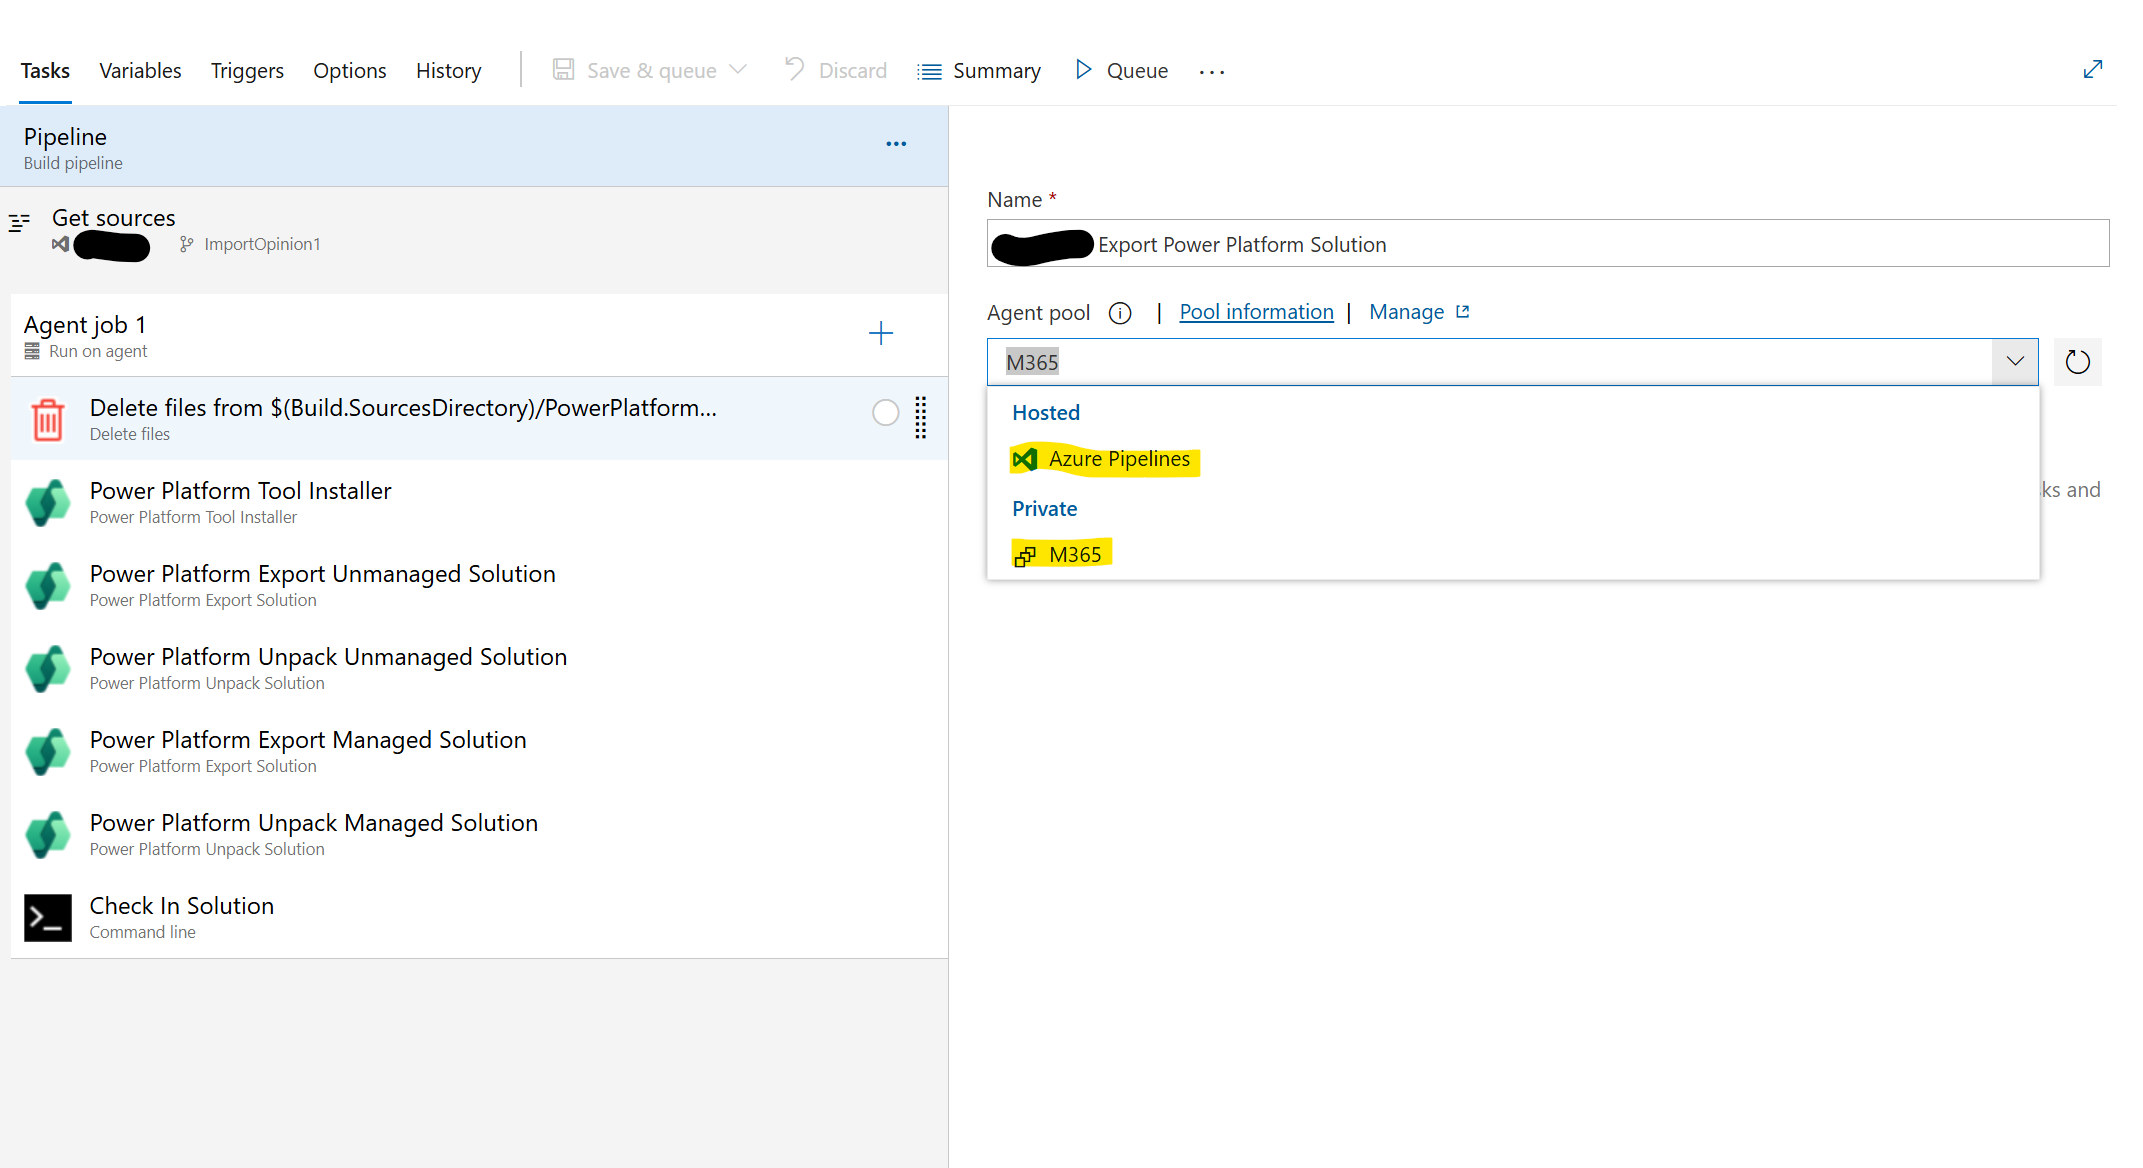 Tasks Variables Triggers Options History Save & queue Discard Summary Queue ...
Pipeline
Build pipeline
Get sources
ImportOpinion1
Agent job 1
Run on agent
Delete files from $(Build.SourcesDirectory)/PowerPlatform...
Delete files
Power Platform Tool Installer
Power Platform Tool Installer
Power Platform Export Unmanaged Solution
Power Platform Export Solution
Power Platform Unpack Unmanaged Solution
Power Platform Unpack Solution
Power Platform Export Managed Solution
Power Platform Export Solution
Power Platform Unpack Managed Solution
Power Platform Unpack Solution
Check In Solution
Command line
Name *
Export Power Platform Solution
Agent pool | Pool information | Manage
M365
Hosted
Azure Pipelines
Private
M365
ks and